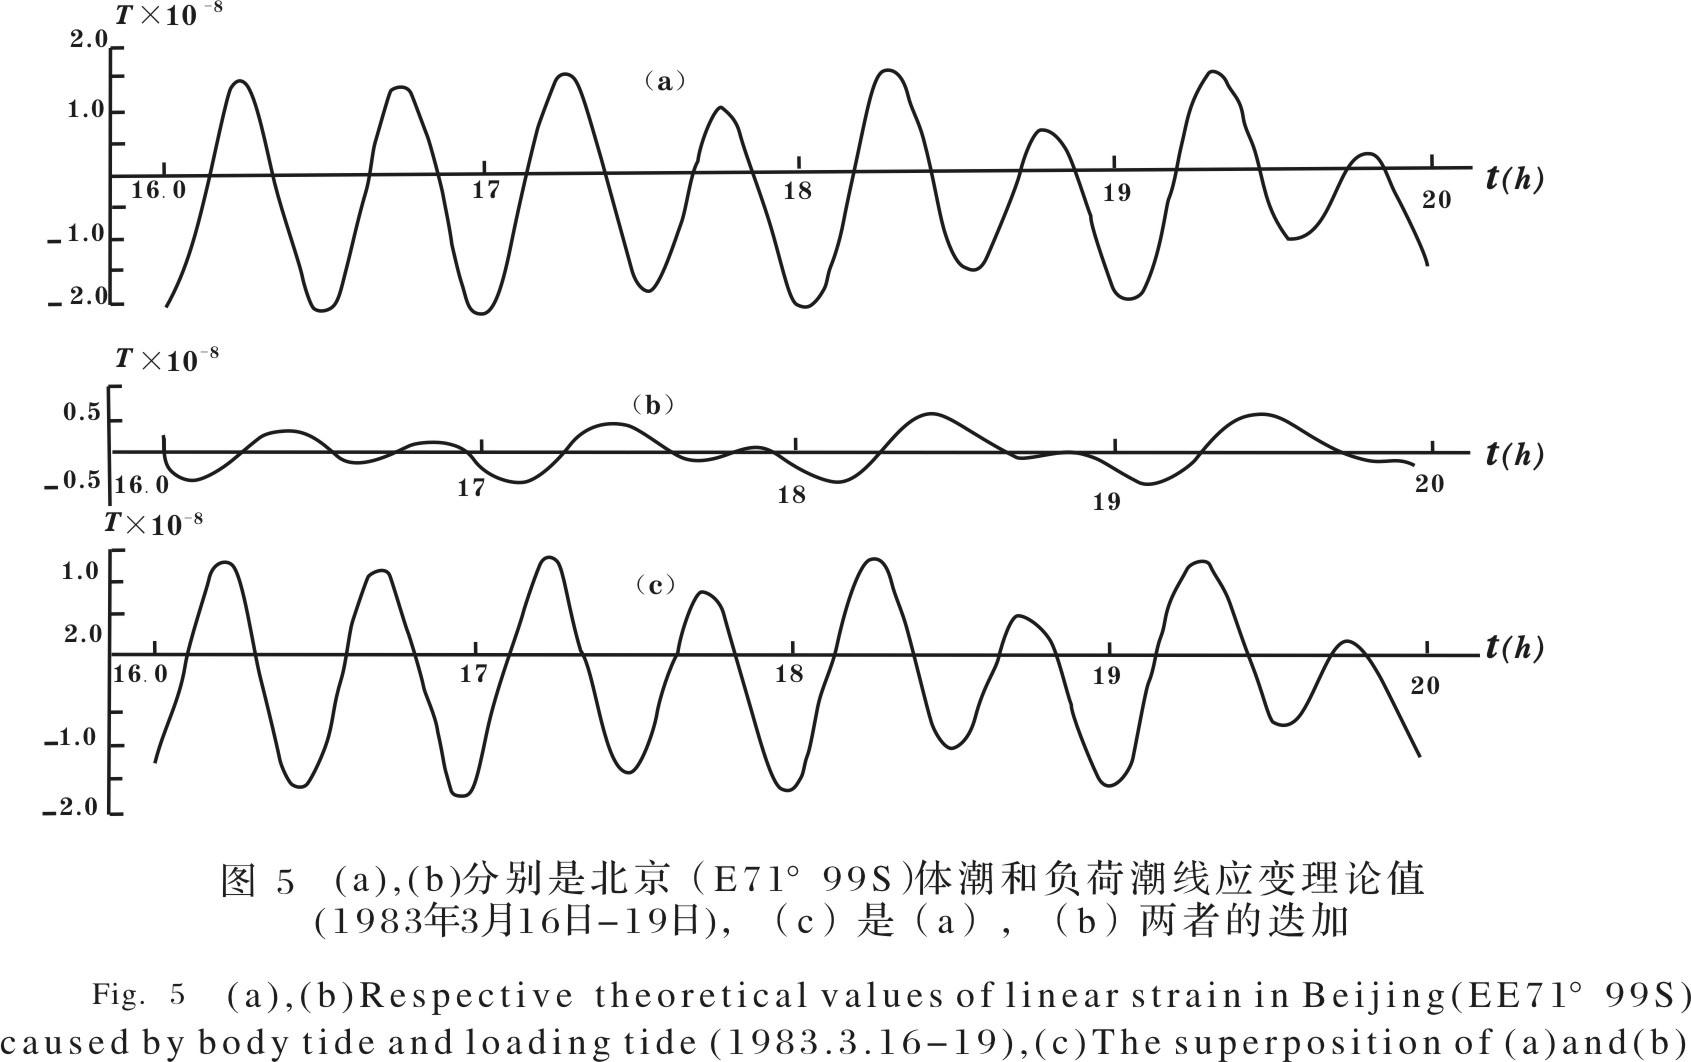 T×10⁻⁸
2.0
(a)
1.0
16.0 17 18 19 20 t(h)
−1.0
−2.0
T×10⁻⁸
0.5
(b)
t(h)
−0.5 16.0 17 18 19 20
T×10⁻⁸
1.0
(c)
2.0
t(h)
16.0 17 18 19 20
−1.0
−2.0
图 5 (a),(b)分别是北京（E71° 99S)体潮和负荷潮线应变理论值
(1983年3月16日−19日), （c）是（a）, （b）两者的迭加
Fig. 5 (a),(b)Respective theoretical values of linear strain in Beijing(EE71° 99S)
caused by body tide and loading tide (1983.3.16−19),(c)The superposition of (a)and(b)